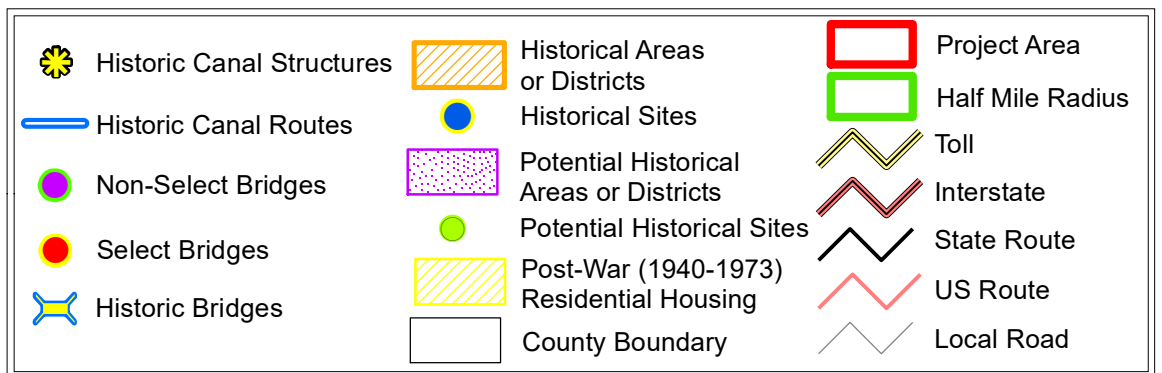 Historic Canal Structures
Historic Canal Routes
Non-Select Bridges
Select Bridges
Historic Bridges
Historical Areas
or Districts
Historical Sites
Potential Historical
Areas or Districts
Potential Historical Sites
Post-War (1940-1973)
Residential Housing
County Boundary
Project Area
Half Mile Radius
Toll
Interstate
State Route
US Route
Local Road